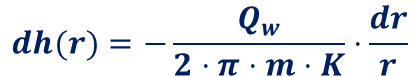 dh(r) = − Q_w / (2 · π · m · K) · dr / r